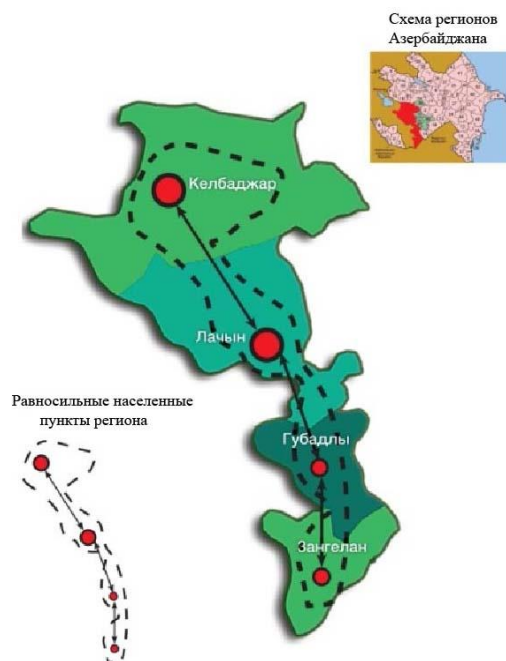 Схема регионов
Азербайджана
Келбаджар
Лачын
Равносильные населенные
пункты региона
Губадлы
Зангелан